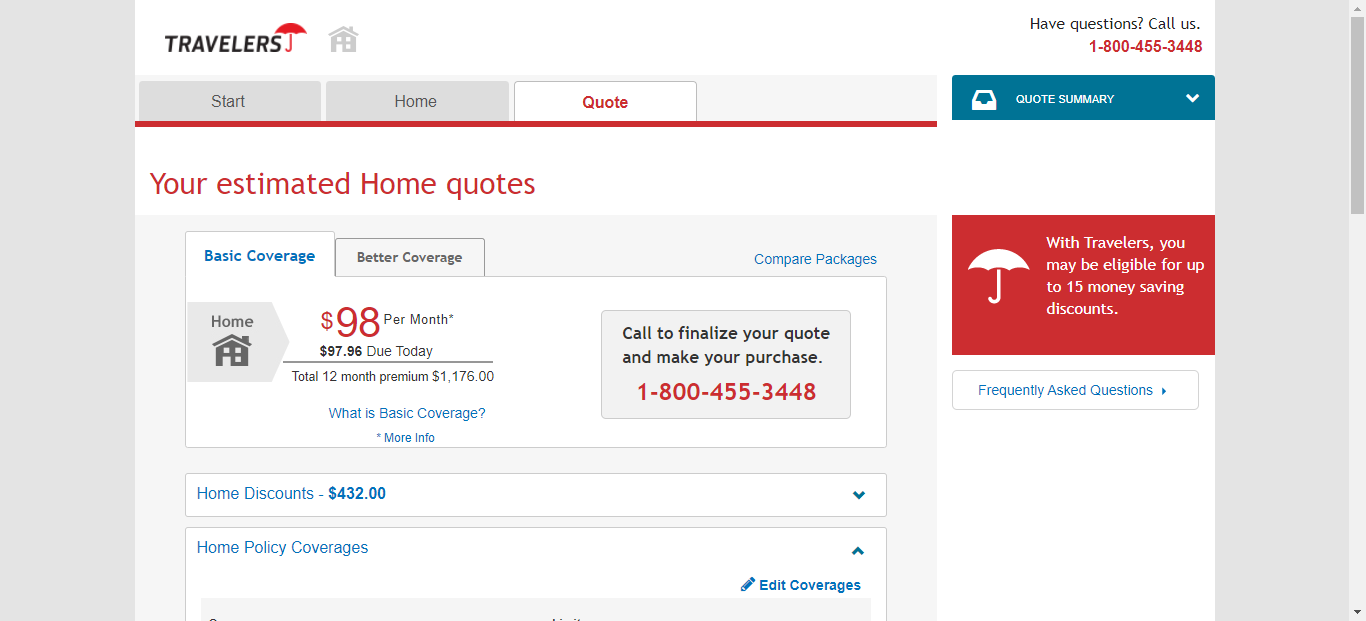 TRAVELERS
Have questions? Call us.
1-800-455-3448
Start
Home
Quote
QUOTE SUMMARY
Your estimated Home quotes
Basic Coverage
Better Coverage
Compare Packages
Home
$98 Per Month*
$97.96 Due Today
Total 12 month premium $1,176.00
What is Basic Coverage?
* More Info
Call to finalize your quote
and make your purchase.
1-800-455-3448
With Travelers, you
may be eligible for up
to 15 money saving
discounts.
Frequently Asked Questions
Home Discounts - $432.00
Home Policy Coverages
Edit Coverages